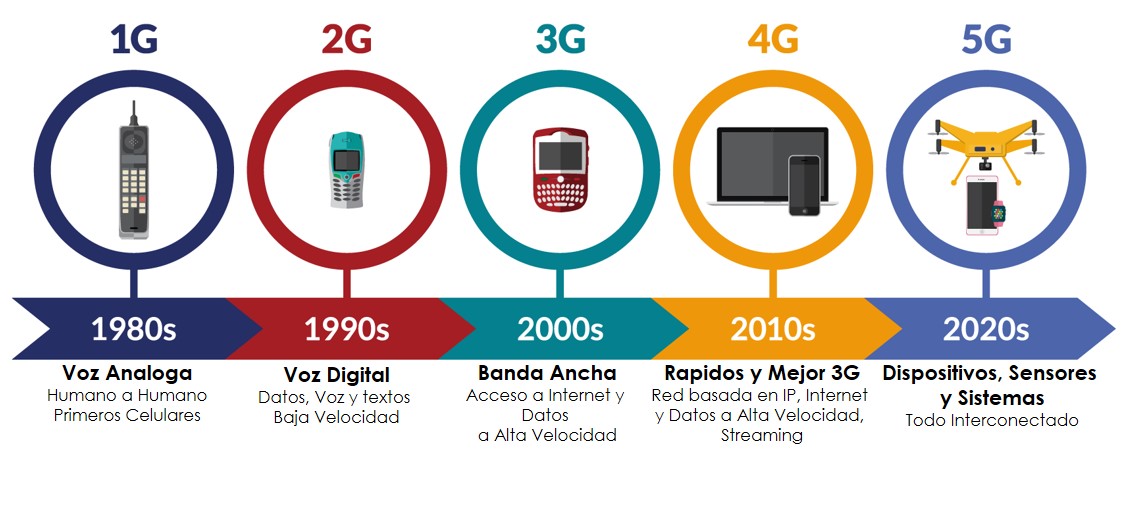 1G
2G
3G
4G
5G
1980s
1990s
2000s
2010s
2020s
Voz Analoga
Humano a Humano
Primeros Celulares
Voz Digital
Datos, Voz y textos
Baja Velocidad
Banda Ancha
Acceso a Internet y
Datos
a Alta Velocidad
Rapidos y Mejor 3G
Red basada en IP, Internet
y Datos a Alta Velocidad,
Streaming
Dispositivos, Sensores
y Sistemas
Todo Interconectado